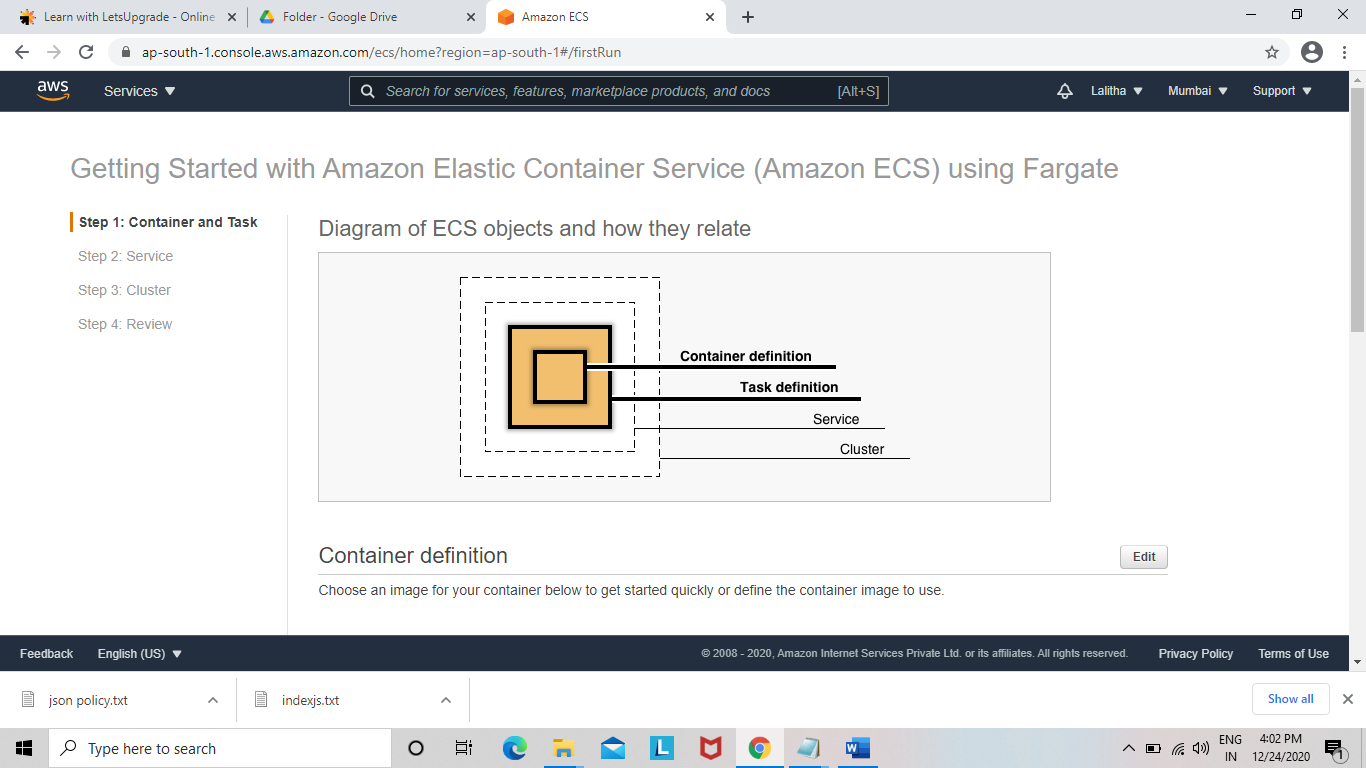 Learn with LetsUpgrade - Online
Folder - Google Drive
Amazon ECS
ap-south-1.console.aws.amazon.com/ecs/home?region=ap-south-1#/firstRun
aws
Services
Search for services, features, marketplace products, and docs
[Alt+S]
Lalitha
Mumbai
Support
Getting Started with Amazon Elastic Container Service (Amazon ECS) using Fargate
Step 1: Container and Task
Step 2: Service
Step 3: Cluster
Step 4: Review
Diagram of ECS objects and how they relate
Container definition
Task definition
Service
Cluster
Container definition
Edit
Choose an image for your container below to get started quickly or define the container image to use.
Feedback
English (US)
© 2008 - 2020, Amazon Internet Services Private Ltd. or its affiliates. All rights reserved.
Privacy Policy
Terms of Use
json policy.txt
indexjs.txt
Show all
Type here to search
L
W
ENG
IN
4:02 PM
12/24/2020
1